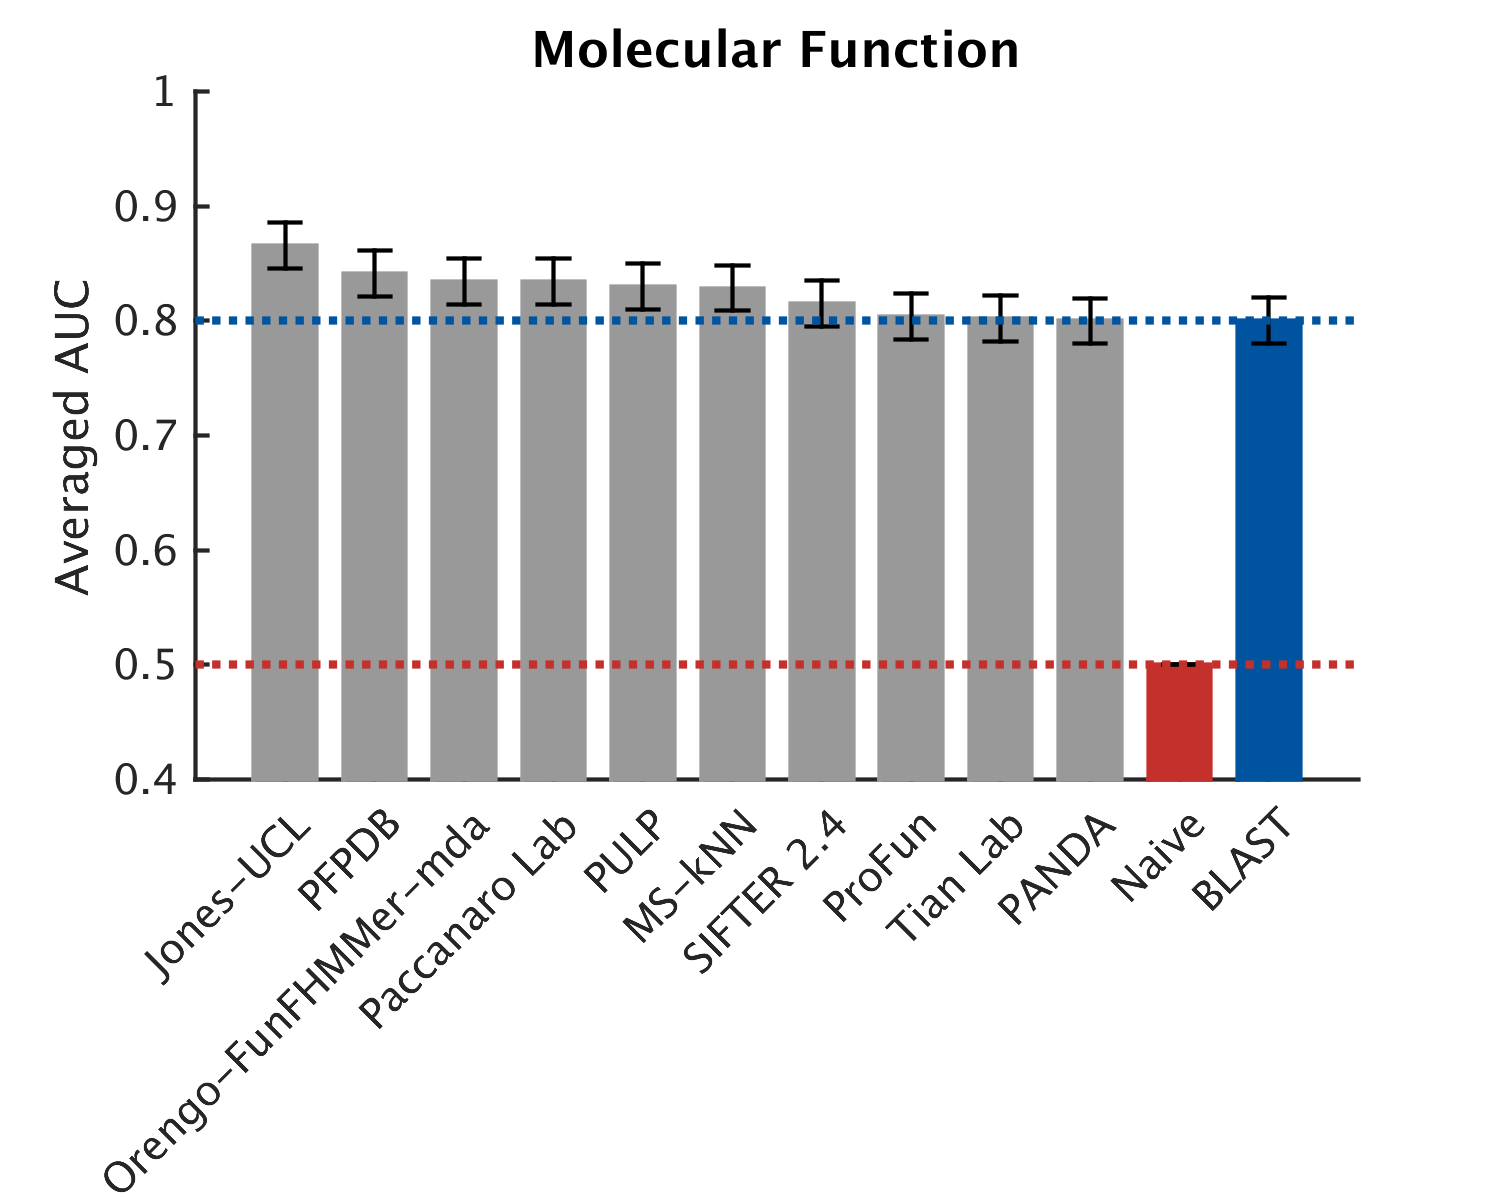 Molecular Function
Averaged AUC
1
0.9
0.8
0.7
0.6
0.5
0.4
Jones-UCL
PFPDB
Orengo-FunFHMMer-mda
Paccanaro Lab
PULP
MS-kNN
SIFTER 2.4
ProFun
Tian Lab
PANDA
Naive
BLAST